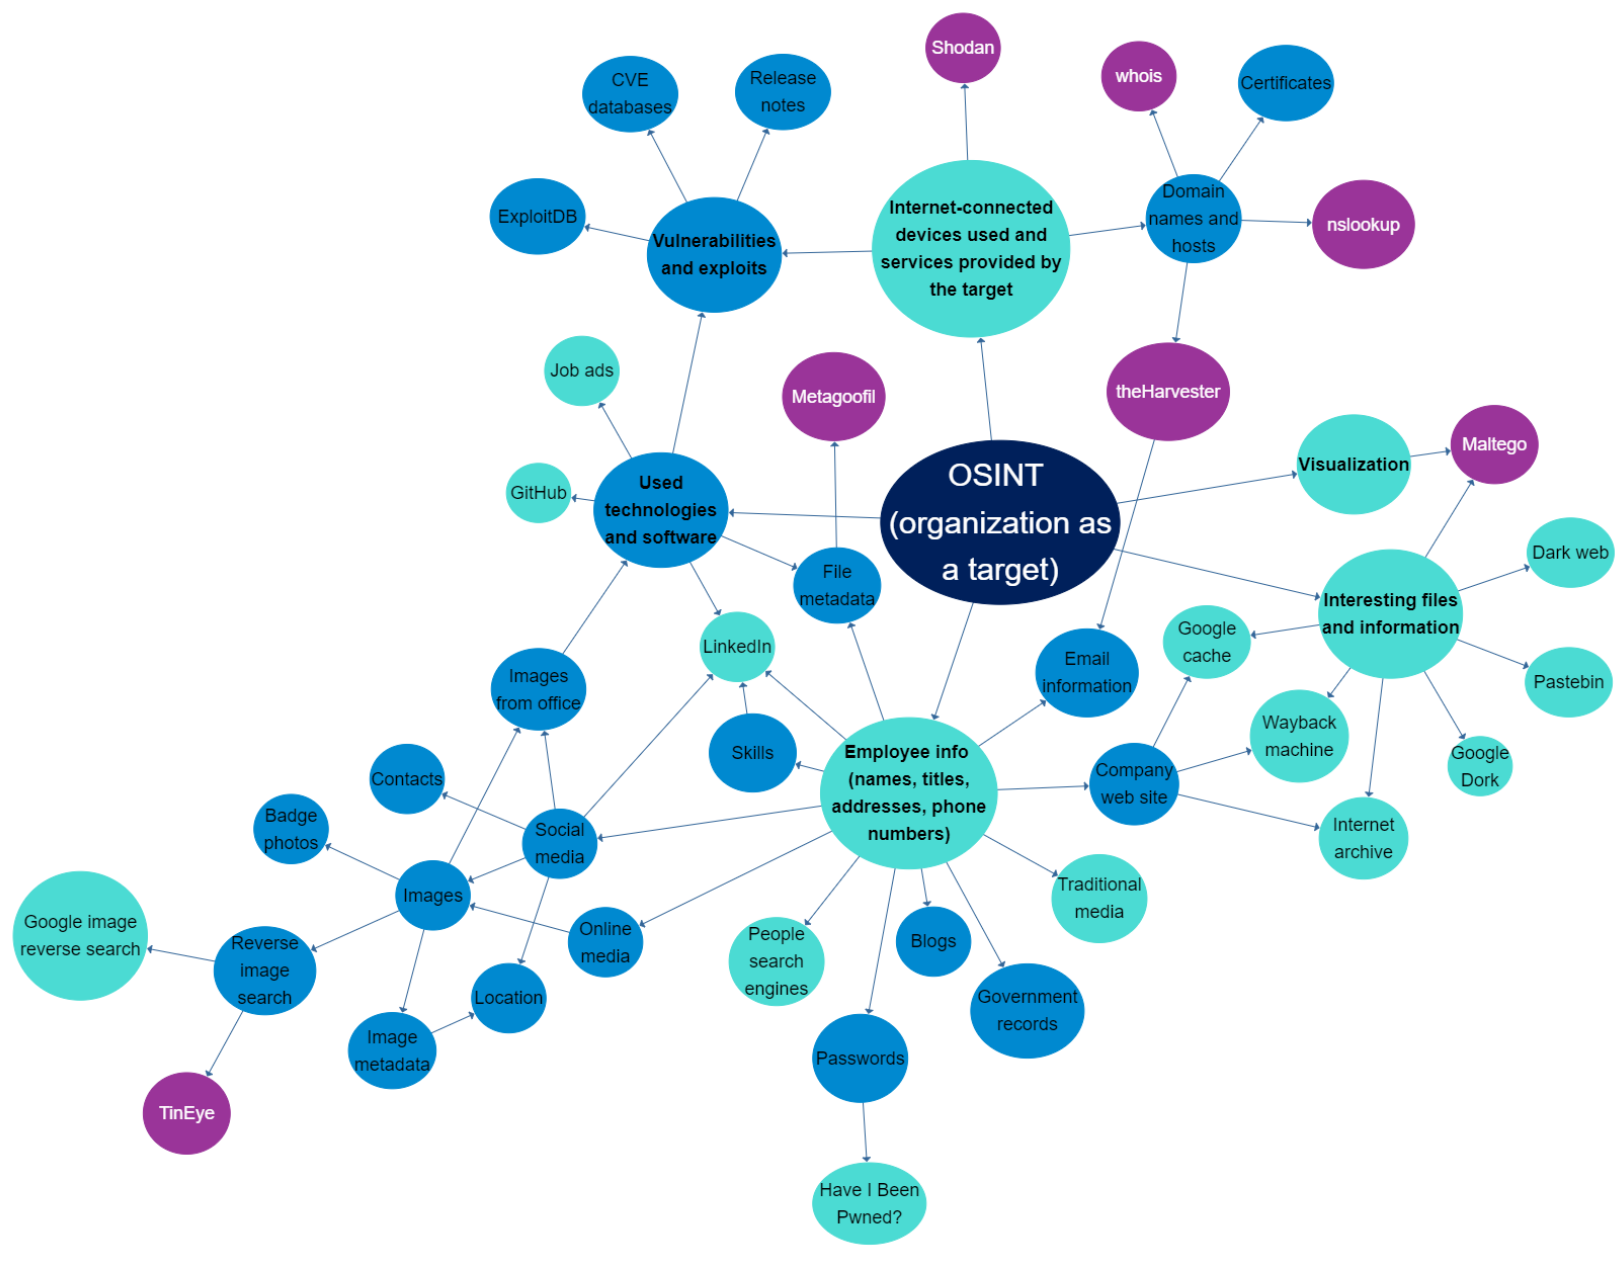 Shodan
whois
Certificates
CVE
databases
Release
notes
ExploitDB
Vulnerabilities
and exploits
Internet-connected
devices used and
services provided by
the target
Domain
names and
hosts
nslookup
Job ads
Metagoofil
theHarvester
Visualization
Maltego
GitHub
Used
technologies
and software
OSINT
(organization as
a target)
File
metadata
Dark web
Interesting files
and information
Google
cache
LinkedIn
Images
from office
Email
information
Pastebin
Wayback
machine
Google
Dork
Contacts
Skills
Employee info
(names, titles,
addresses, phone
numbers)
Company
web site
Internet
archive
Badge
photos
Social
media
Images
Traditional
media
Google image
reverse search
Reverse
image
search
Online
media
People
search
engines
Blogs
Location
Government
records
Image
metadata
Passwords
TinEye
Have I Been
Pwned?